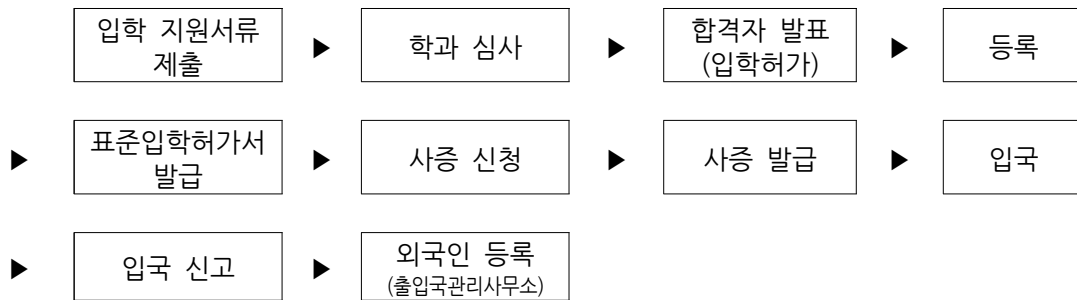 입학 지원서류
제출
▶
학과 심사
▶
합격자 발표
(입학허가)
▶
등록
▶
표준입학허가서
발급
▶
사증 신청
▶
사증 발급
▶
입국
▶
입국 신고
▶
외국인 등록
(출입국관리사무소)